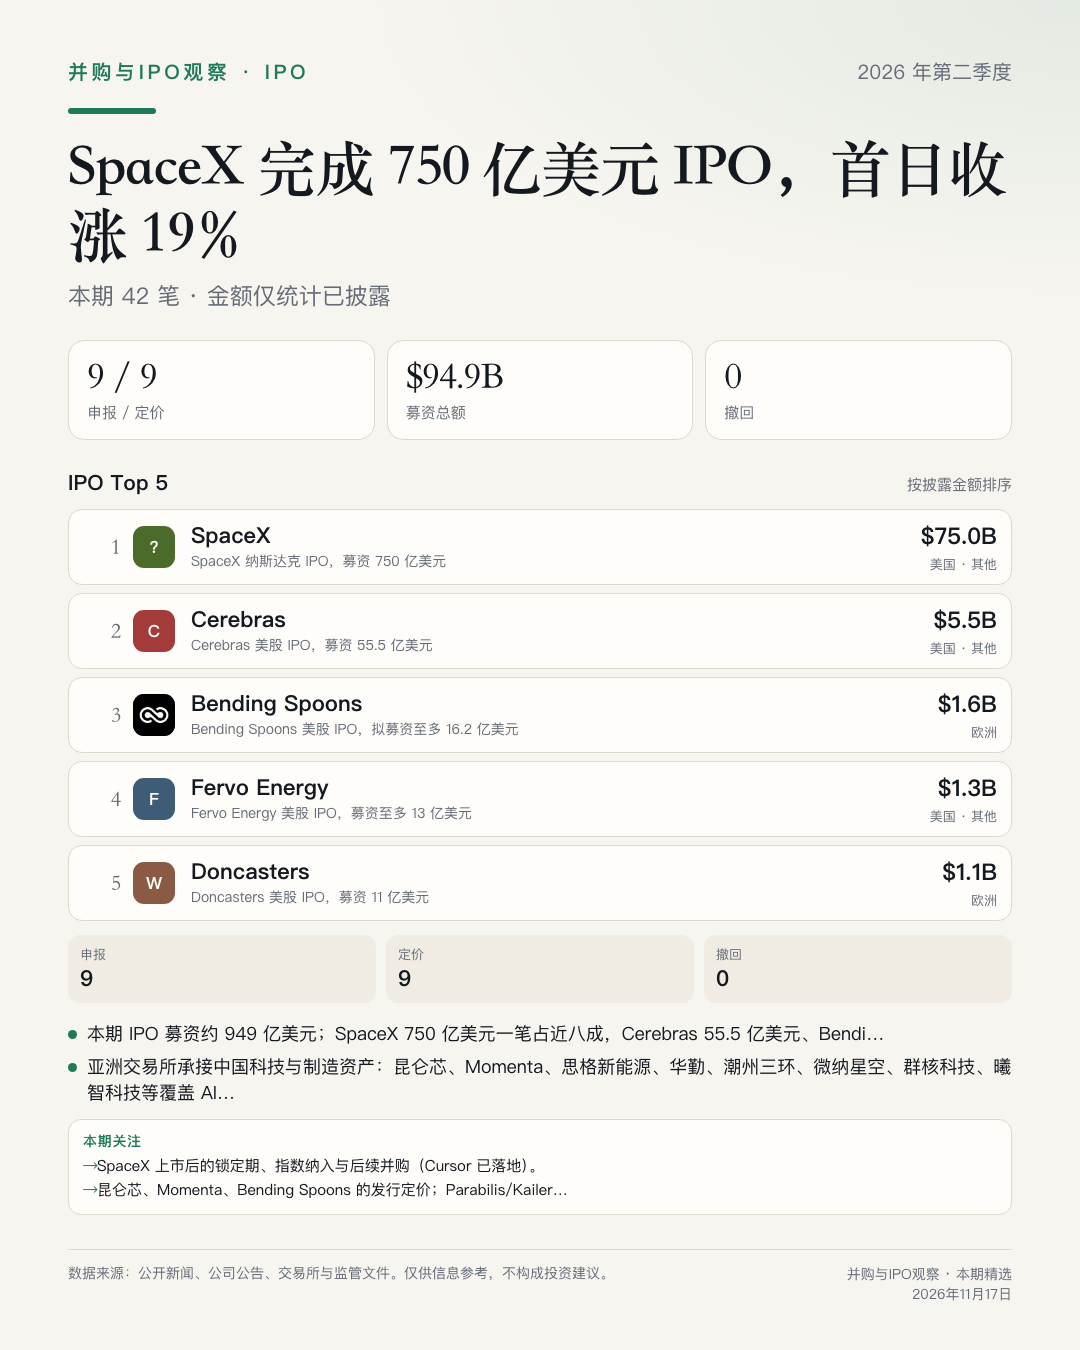 并购与IPO观察 · IPO
2026 年第二季度
SpaceX 完成 750 亿美元 IPO，首日收
涨 19%
本期 42 笔 · 金额仅统计已披露
9 / 9
申报 / 定价
$94.9B
募资总额
0
撤回
IPO Top 5
按披露金额排序
1
?
SpaceX
SpaceX 纳斯达克 IPO，募资 750 亿美元
$75.0B
美国 · 其他
2
C
Cerebras
Cerebras 美股 IPO，募资 55.5 亿美元
$5.5B
美国 · 其他
3
Bending Spoons
Bending Spoons 美股 IPO，拟募资至多 16.2 亿美元
$1.6B
欧洲
4
F
Fervo Energy
Fervo Energy 美股 IPO，募资至多 13 亿美元
$1.3B
美国 · 其他
5
W
Doncasters
Doncasters 美股 IPO，募资 11 亿美元
$1.1B
欧洲
申报
9
定价
9
撤回
0
本期 IPO 募资约 949 亿美元；SpaceX 750 亿美元一笔占近八成，Cerebras 55.5 亿美元、Bendi…
亚洲交易所承接中国科技与制造资产：昆仑芯、Momenta、思格新能源、华勤、潮州三环、微纳星空、群核科技、曦
智科技等覆盖 AI…
本期关注
→SpaceX 上市后的锁定期、指数纳入与后续并购（Cursor 已落地）。
→昆仑芯、Momenta、Bending Spoons 的发行定价；Parabilis/Kailer…
数据来源：公开新闻、公司公告、交易所与监管文件。仅供信息参考，不构成投资建议。
并购与IPO观察 · 本期精选
2026年11月17日